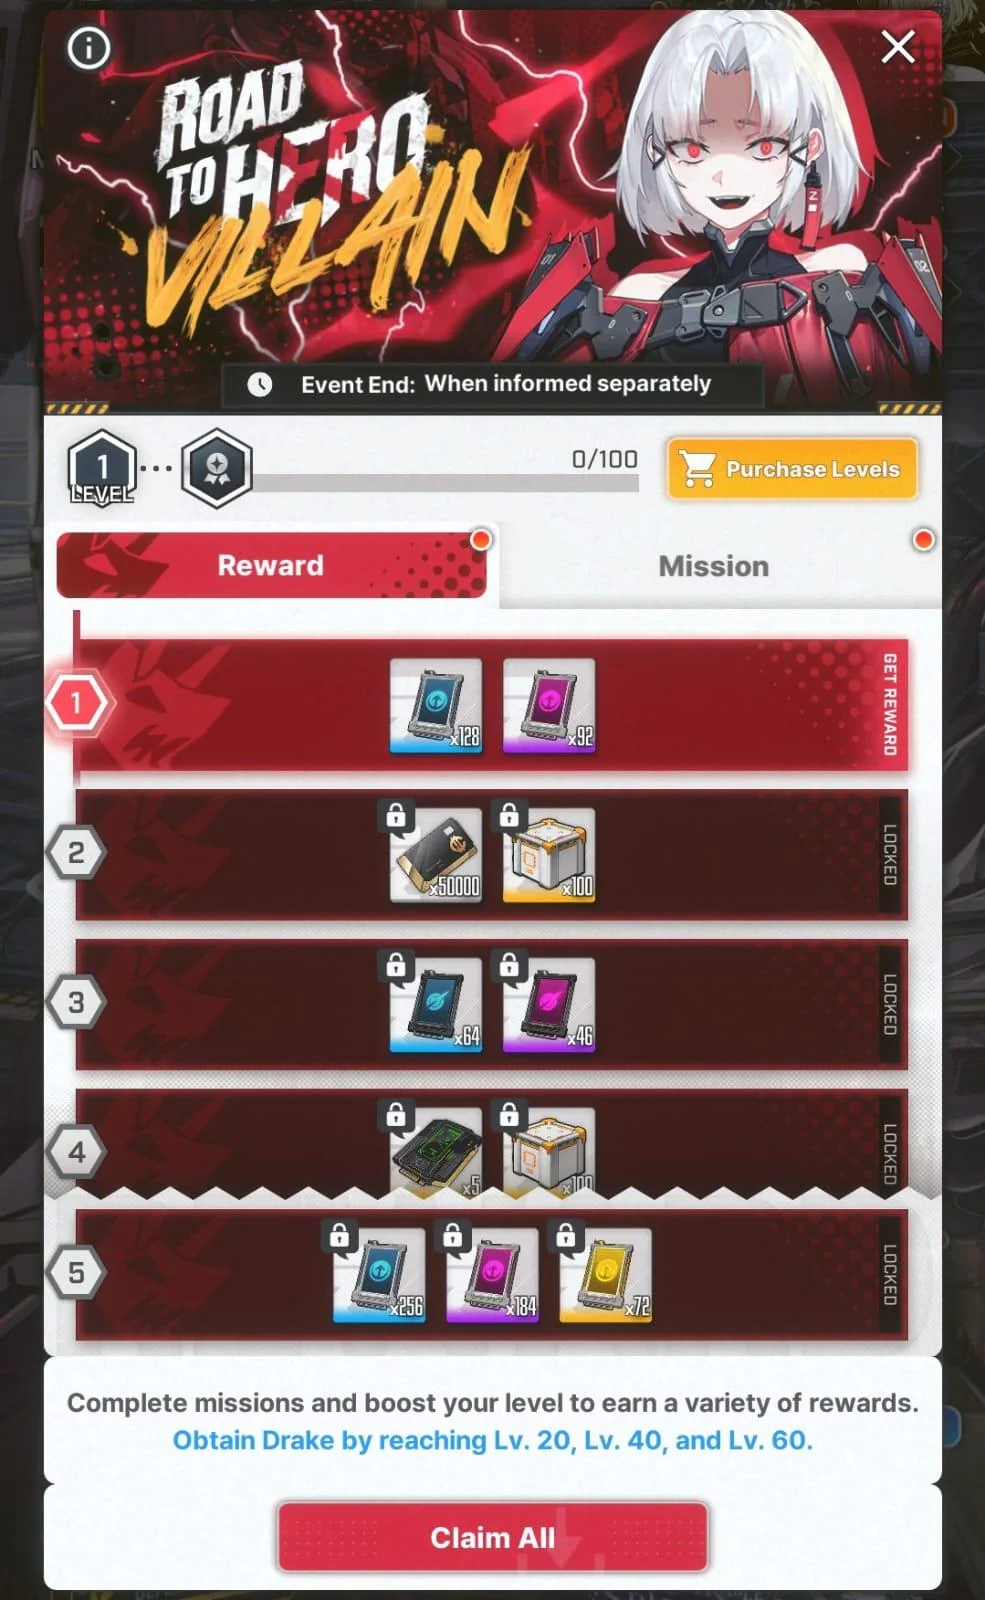 ROAD
TO HERO
VILLAIN
Event End: When informed separately
1
LEVEL
0/100
Purchase Levels
Reward
Mission
1
x128
x92
GET REWARD
2
x50000
x100
LOCKED
3
x64
x46
LOCKED
4
x5
x100
LOCKED
5
x256
x184
x72
LOCKED
Complete missions and boost your level to earn a variety of rewards.
Obtain Drake by reaching Lv. 20, Lv. 40, and Lv. 60.
Claim All